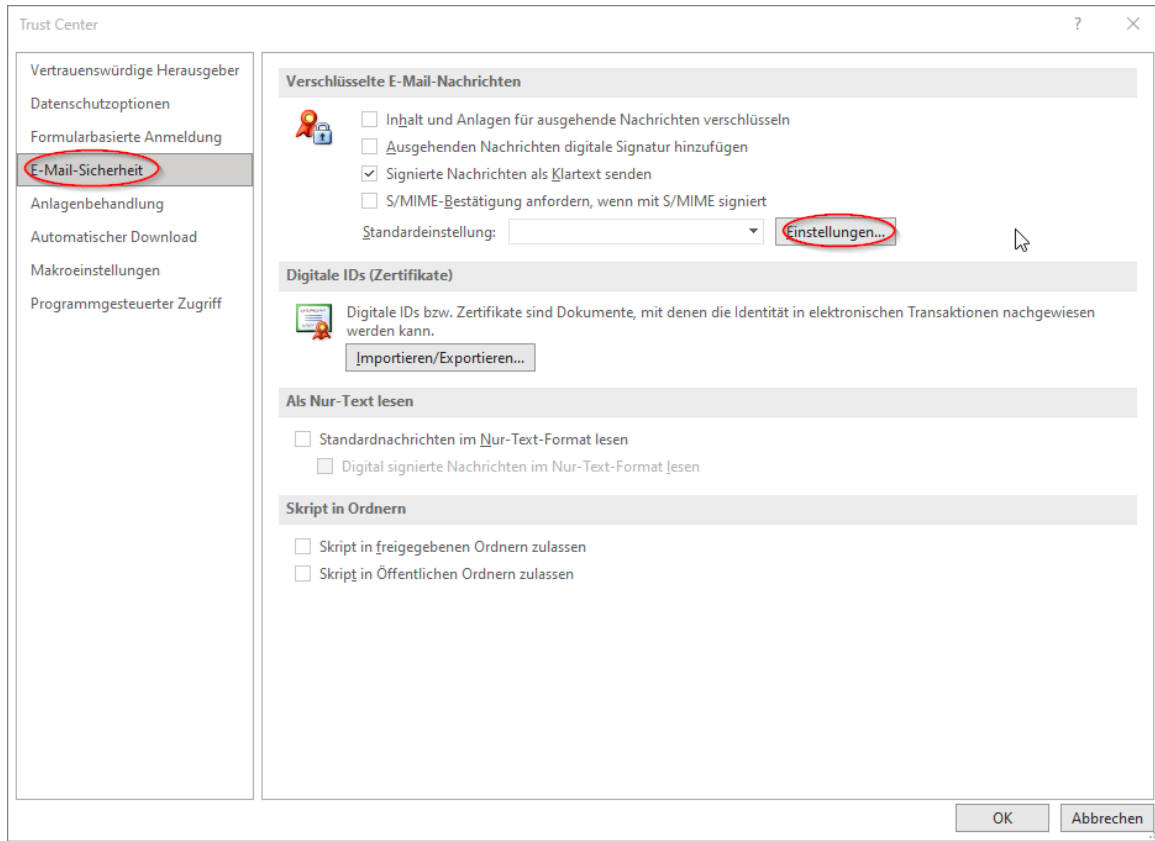 Trust Center
?
Vertrauenswürdige Herausgeber
Datenschutzoptionen
Formularbasierte Anmeldung
E-Mail-Sicherheit
Anlagenbehandlung
Automatischer Download
Makroeinstellungen
Programmgesteuerter Zugriff
Verschlüsselte E-Mail-Nachrichten
Inhalt und Anlagen für ausgehende Nachrichten verschlüsseln
Ausgehenden Nachrichten digitale Signatur hinzufügen
Signierte Nachrichten als Klartext senden
S/MIME-Bestätigung anfordern, wenn mit S/MIME signiert
Standardeinstellung:
Einstellungen...
Digitale IDs (Zertifikate)
Digitale IDs bzw. Zertifikate sind Dokumente, mit denen die Identität in elektronischen Transaktionen nachgewiesen
werden kann.
Importieren/Exportieren...
Als Nur-Text lesen
Standardnachrichten im Nur-Text-Format lesen
Digital signierte Nachrichten im Nur-Text-Format lesen
Skript in Ordnern
Skript in freigegebenen Ordnern zulassen
Skript in Öffentlichen Ordnern zulassen
OK
Abbrechen